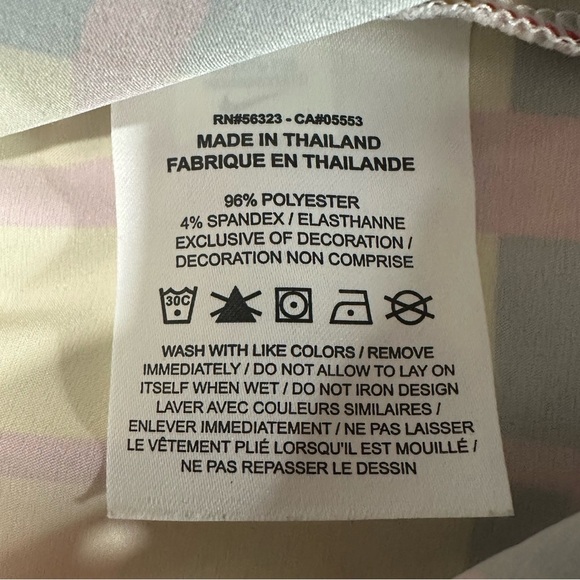 RN#56323 - CA#05553
MADE IN THAILAND
FABRIQUE EN THAILANDE
96% POLYESTER
4% SPANDEX / ELASTHANNE
EXCLUSIVE OF DECORATION /
DECORATION NON COMPRISE
30C
WASH WITH LIKE COLORS / REMOVE
IMMEDIATELY / DO NOT ALLOW TO LAY ON
ITSELF WHEN WET / DO NOT IRON DESIGN
LAVER AVEC COULEURS SIMILAIRES /
ENLEVER IMMEDIATEMENT / NE PAS LAISSER
LE VÊTEMENT PLIÉ LORSQU'IL EST MOUILLÉ /
NE PAS REPASSER LE DESSIN